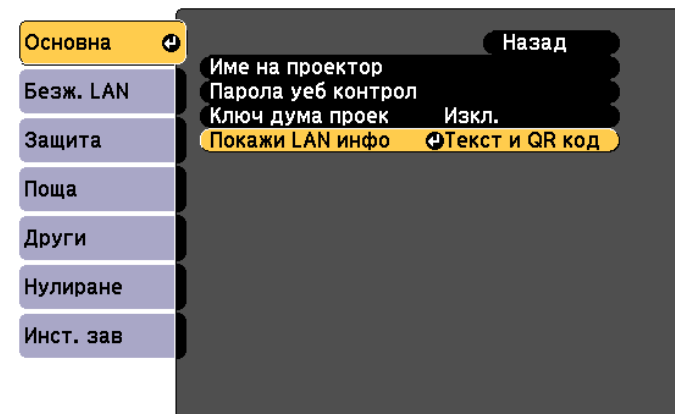 Основна
Безж. LAN
Защита
Поща
Други
Нулиране
Инст. зав
Назад
Име на проектор
Парола уеб контрол
Ключ дума проек Изкл.
Покажи LAN инфо Текст и QR код